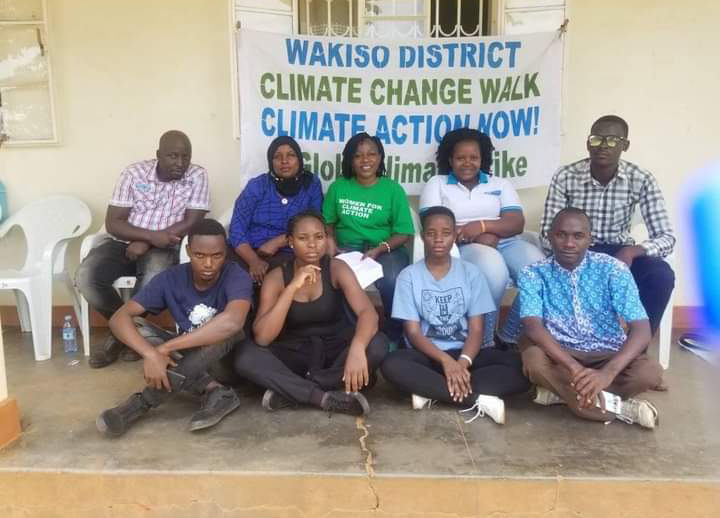 WAKISO DISTRICT
CLIMATE CHANGE WALK
CLIMATE ACTION NOW!
WOMEN FOR
CLIMATE
ACTION
KEEP